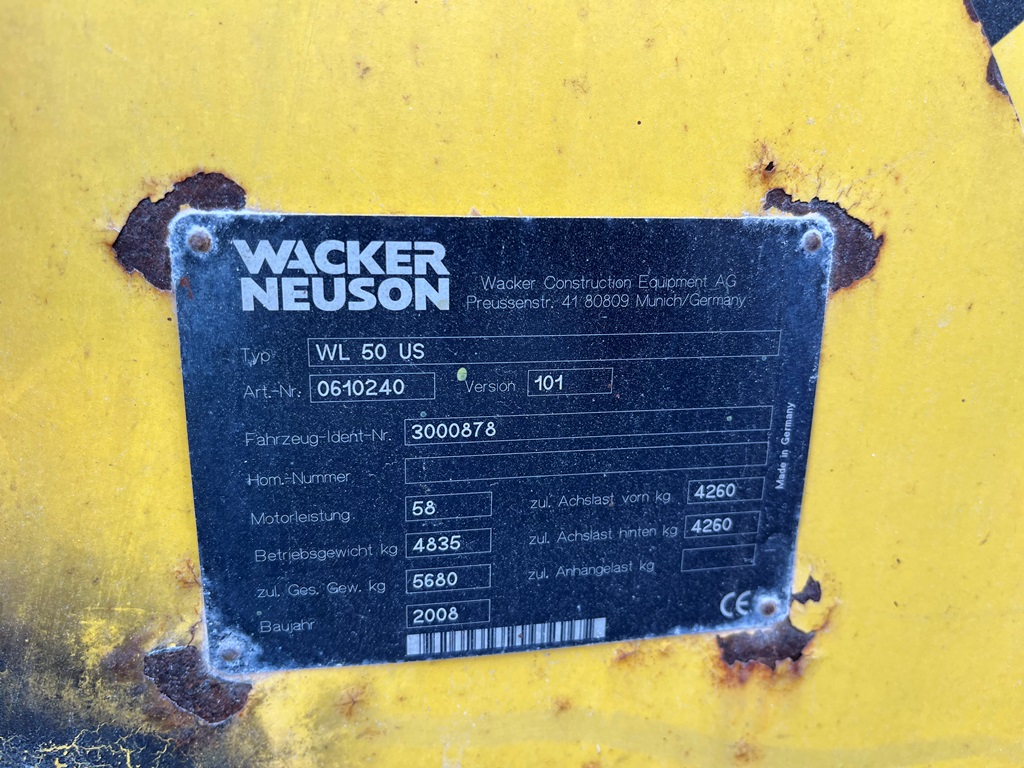 WACKER
NEUSON
Wacker Construction Equipment AG
Preussenstr. 41 80809 Munich/Germany
Typ WL 50 US
Art.-Nr. 0610240 Version 101
Fahrzeug-Ident-Nr. 3000878
Hom.-Nummer
Motorleistung 58 zul. Achslast vorn kg 4260
Betriebsgewicht kg 4835 zul. Achslast hinten kg 4260
zul. Ges. Gew. kg 5680 zul. Anhängelast kg
Baujahr 2008
CE
Made in Germany